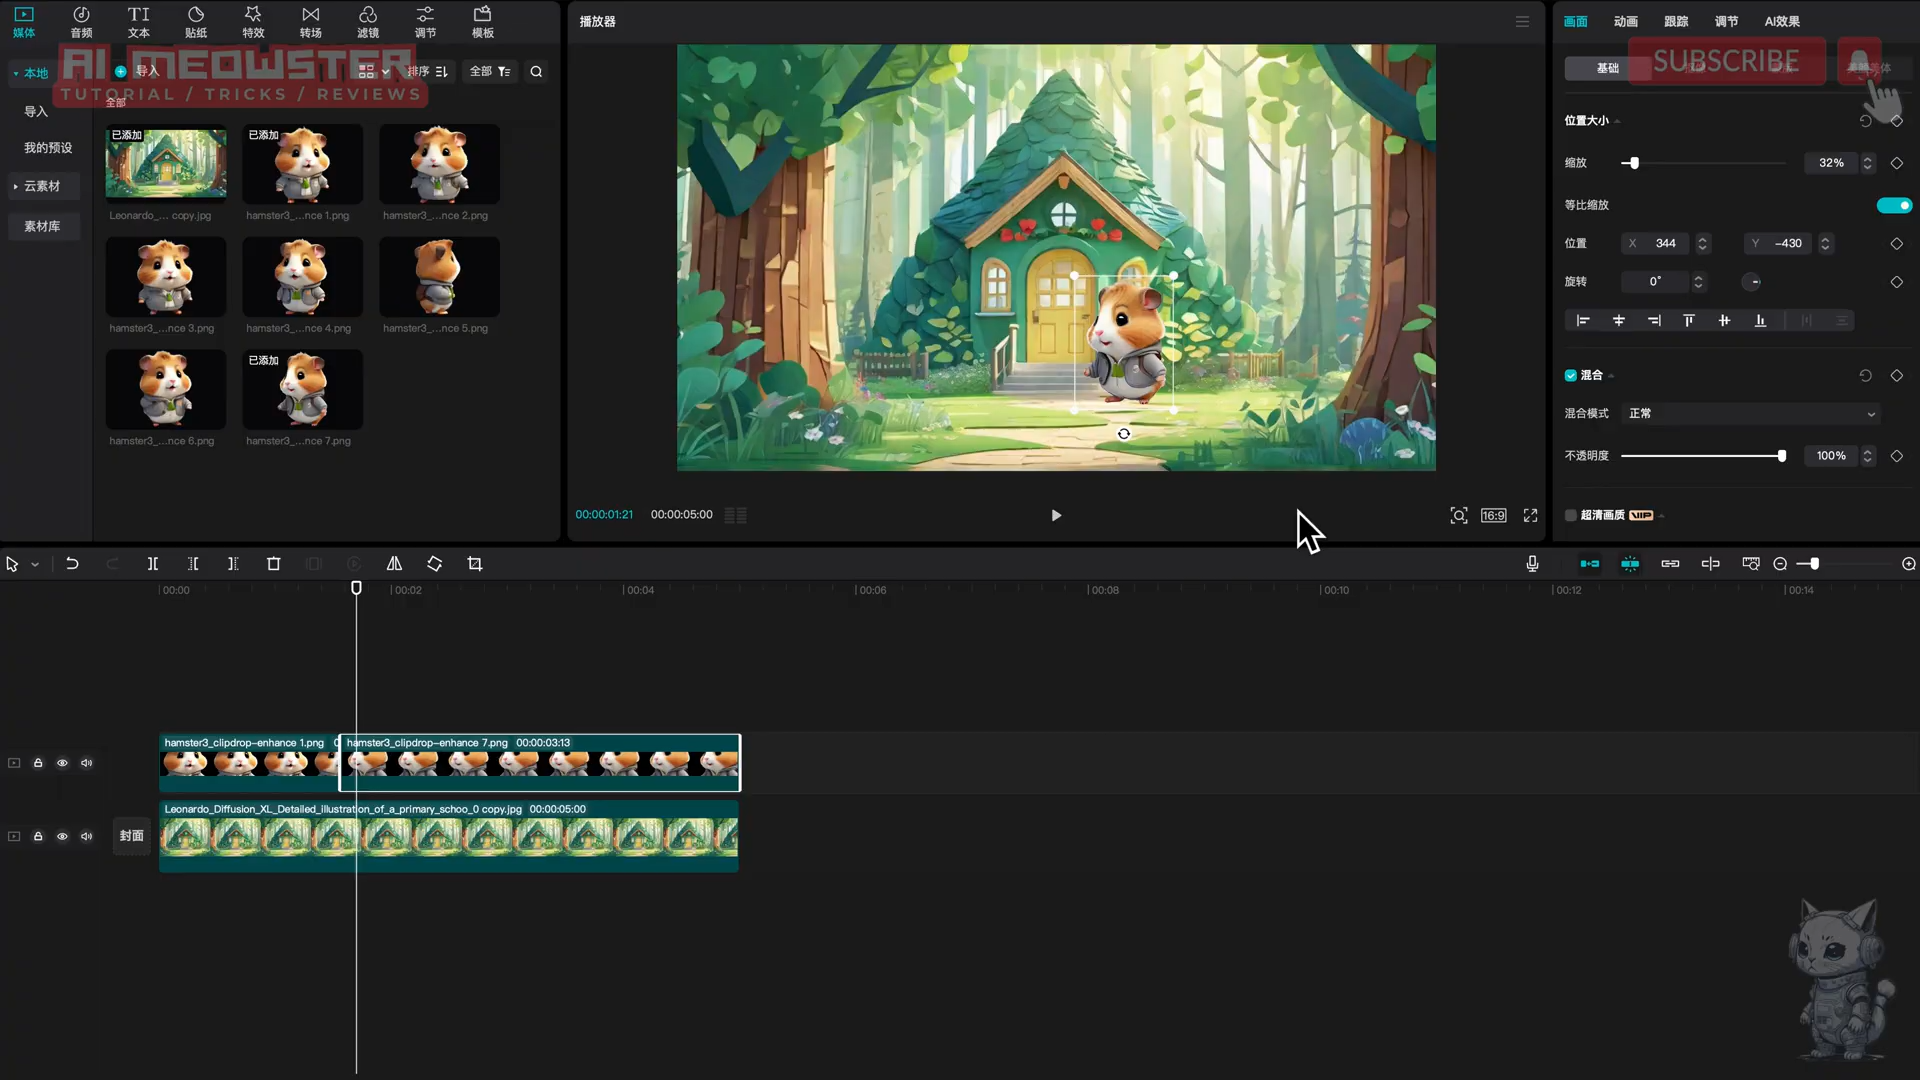 媒体
音频
文本
贴纸
特效
转场
滤镜
调节
模板
AI MEOWSTER
TUTORIAL / TRICKS / REVIEWS
本地
导入
我的预设
云素材
素材库
导入
排序
全部
全部
已添加
已添加
Leonardo_... copy.jpg
hamster3_...nce 1.png
hamster3_...nce 2.png
hamster3_...nce 3.png
hamster3_...nce 4.png
hamster3_...nce 5.png
已添加
hamster3_...nce 6.png
hamster3_...nce 7.png
播放器
00:00:01:21
00:00:05:00
16:9
画面
动画
跟踪
调节
AI效果
基础
SUBSCRIBE
位置大小
缩放
32%
等比缩放
位置
X 344
Y -430
旋转
0°
混合
混合模式
正常
不透明度
100%
超清画质 VIP
00:00
00:02
00:04
00:06
00:08
00:10
00:12
00:14
hamster3_clipdrop-enhance 1.png
hamster3_clipdrop-enhance 7.png 00:00:03:13
Leonardo_Diffusion_XL_Detailed_illustration_of_a_primary_schoo_0 copy.jpg 00:00:05:00
封面